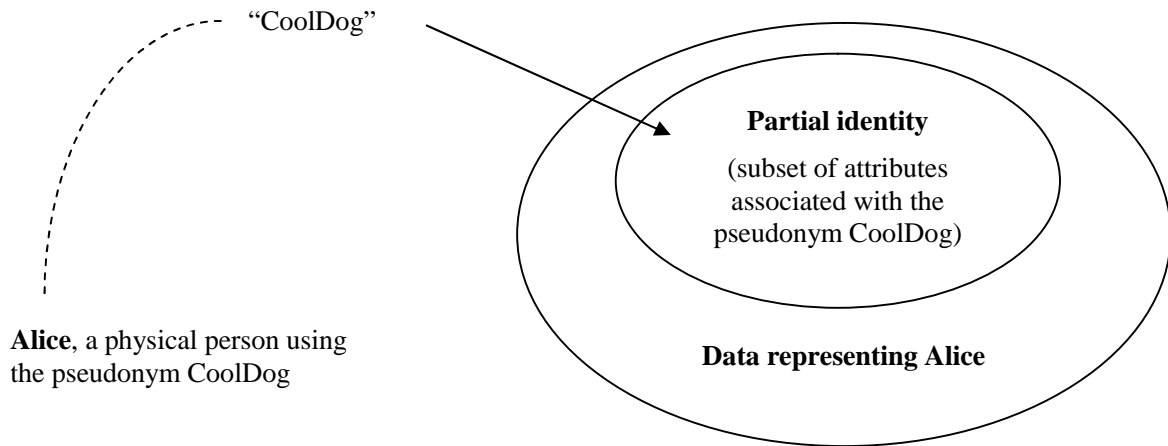 “CoolDog”
Partial identity
(subset of attributes
associated with the
pseudonym CoolDog)
Alice, a physical person using
the pseudonym CoolDog
Data representing Alice